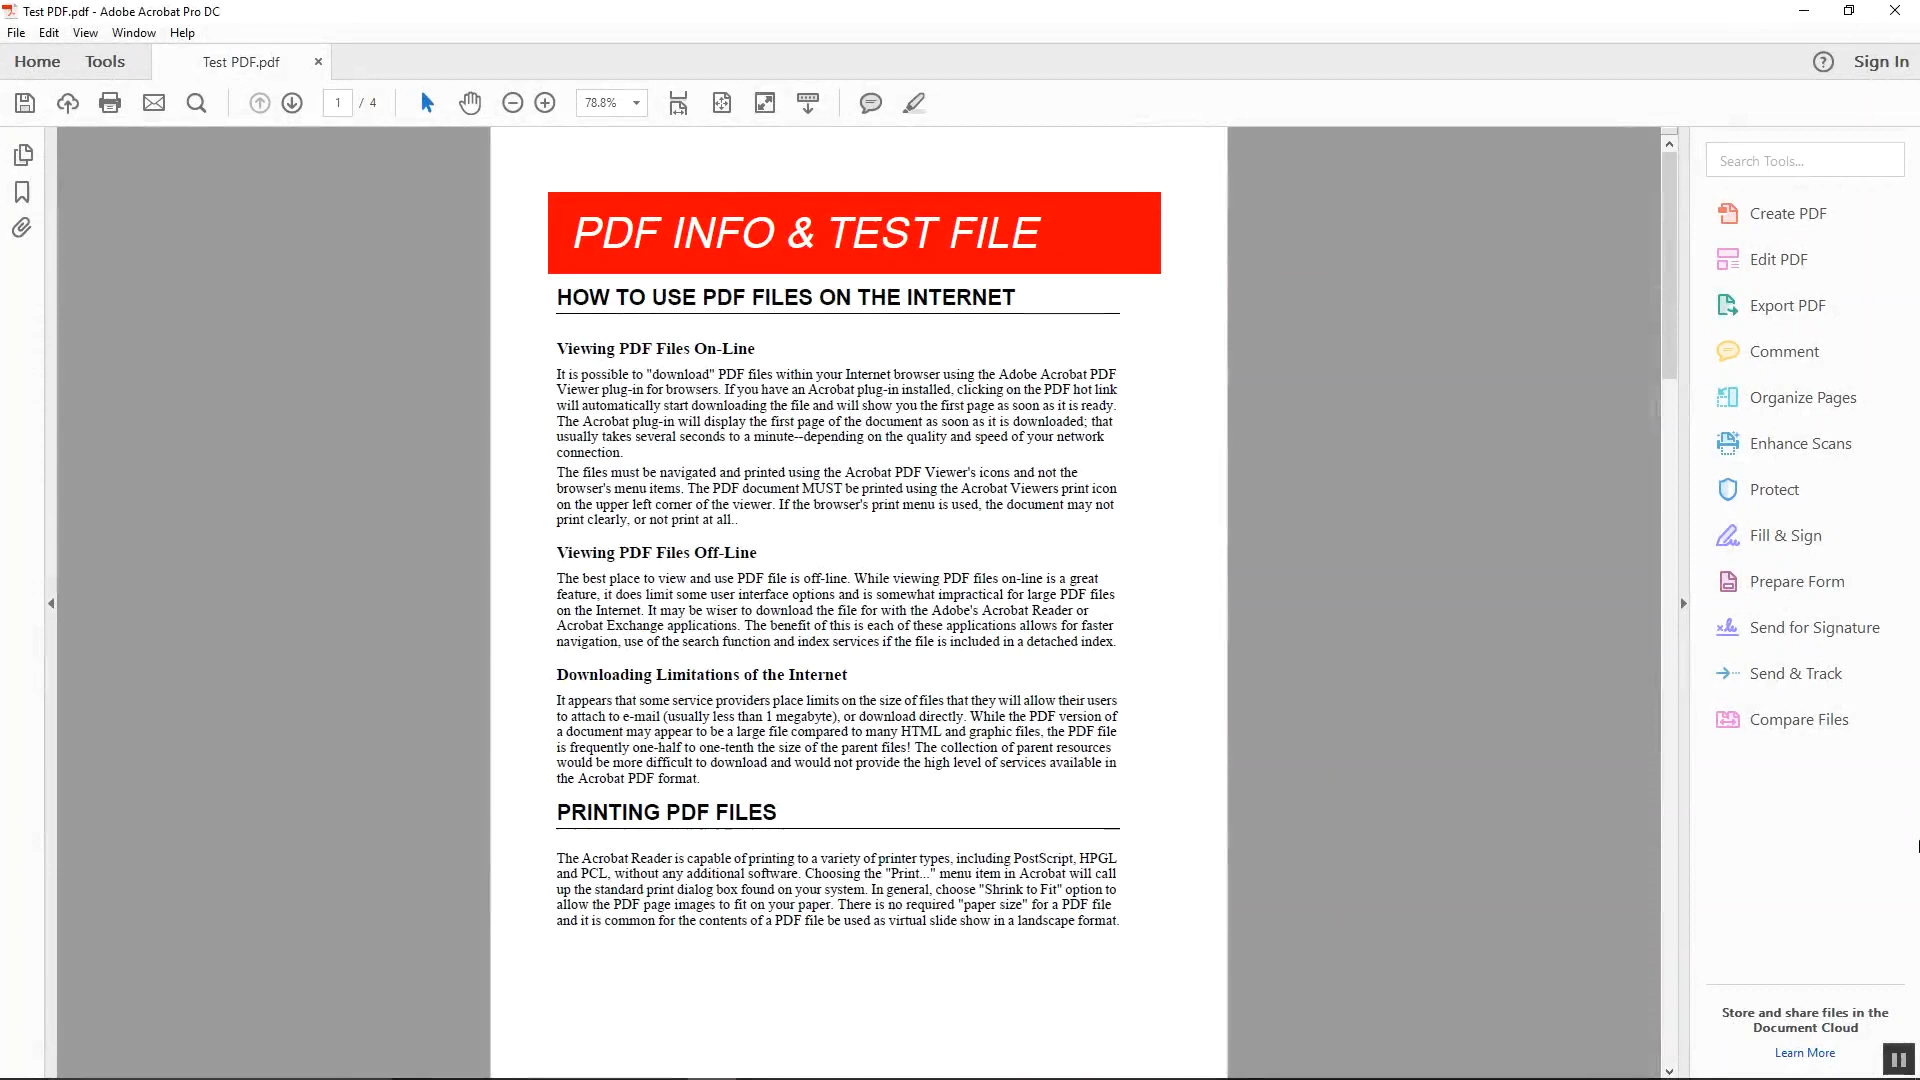 Test PDF.pdf - Adobe Acrobat Pro DC
File Edit View Window Help
Home Tools Test PDF.pdf × Sign In
1 / 4 78.8%
Search Tools...
Create PDF
Edit PDF
Export PDF
Comment
Organize Pages
Enhance Scans
Protect
Fill & Sign
Prepare Form
Send for Signature
Send & Track
Compare Files
Store and share files in the
Document Cloud
Learn More
PDF INFO & TEST FILE
HOW TO USE PDF FILES ON THE INTERNET
Viewing PDF Files On-Line
It is possible to "download" PDF files within your Internet browser using the Adobe Acrobat PDF
Viewer plug-in for browsers. If you have an Acrobat plug-in installed, clicking on the PDF hot link
will automatically start downloading the file and will show you the first page as soon as it is ready.
The Acrobat plug-in will display the first page of the document as soon as it is downloaded; that
usually takes several seconds to a minute--depending on the quality and speed of your network
connection.
The files must be navigated and printed using the Acrobat PDF Viewer's icons and not the
browser's menu items. The PDF document MUST be printed using the Acrobat Viewers print icon
on the upper left corner of the viewer. If the browser's print menu is used, the document may not
print clearly, or not print at all..
Viewing PDF Files Off-Line
The best place to view and use PDF file is off-line. While viewing PDF files on-line is a great
feature, it does limit some user interface options and is somewhat impractical for large PDF files
on the Internet. It may be wiser to download the file for with the Adobe's Acrobat Reader or
Acrobat Exchange applications. The benefit of this is each of these applications allows for faster
navigation, use of the search function and index services if the file is included in a detached index.
Downloading Limitations of the Internet
It appears that some service providers place limits on the size of files that they will allow their users
to attach to e-mail (usually less than 1 megabyte), or download directly. While the PDF version of
a document may appear to be a large file compared to many HTML and graphic files, the PDF file
is frequently one-half to one-tenth the size of the parent files! The collection of parent resources
would be more difficult to download and would not provide the high level of services available in
the Acrobat PDF format.
PRINTING PDF FILES
The Acrobat Reader is capable of printing to a variety of printer types, including PostScript, HPGL
and PCL, without any additional software. Choosing the "Print..." menu item in Acrobat will call
up the standard print dialog box found on your system. In general, choose "Shrink to Fit" option to
allow the PDF page images to fit on your paper. There is no required "paper size" for a PDF file
and it is common for the contents of a PDF file be used as virtual slide show in a landscape format.